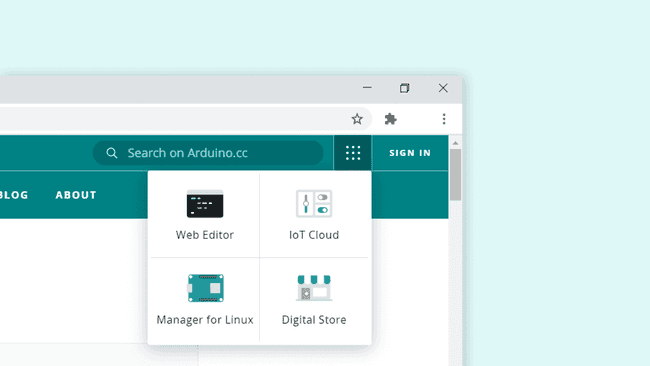 Search on Arduino.cc
SIGN IN
BLOG ABOUT
Web Editor IoT Cloud
Manager for Linux Digital Store